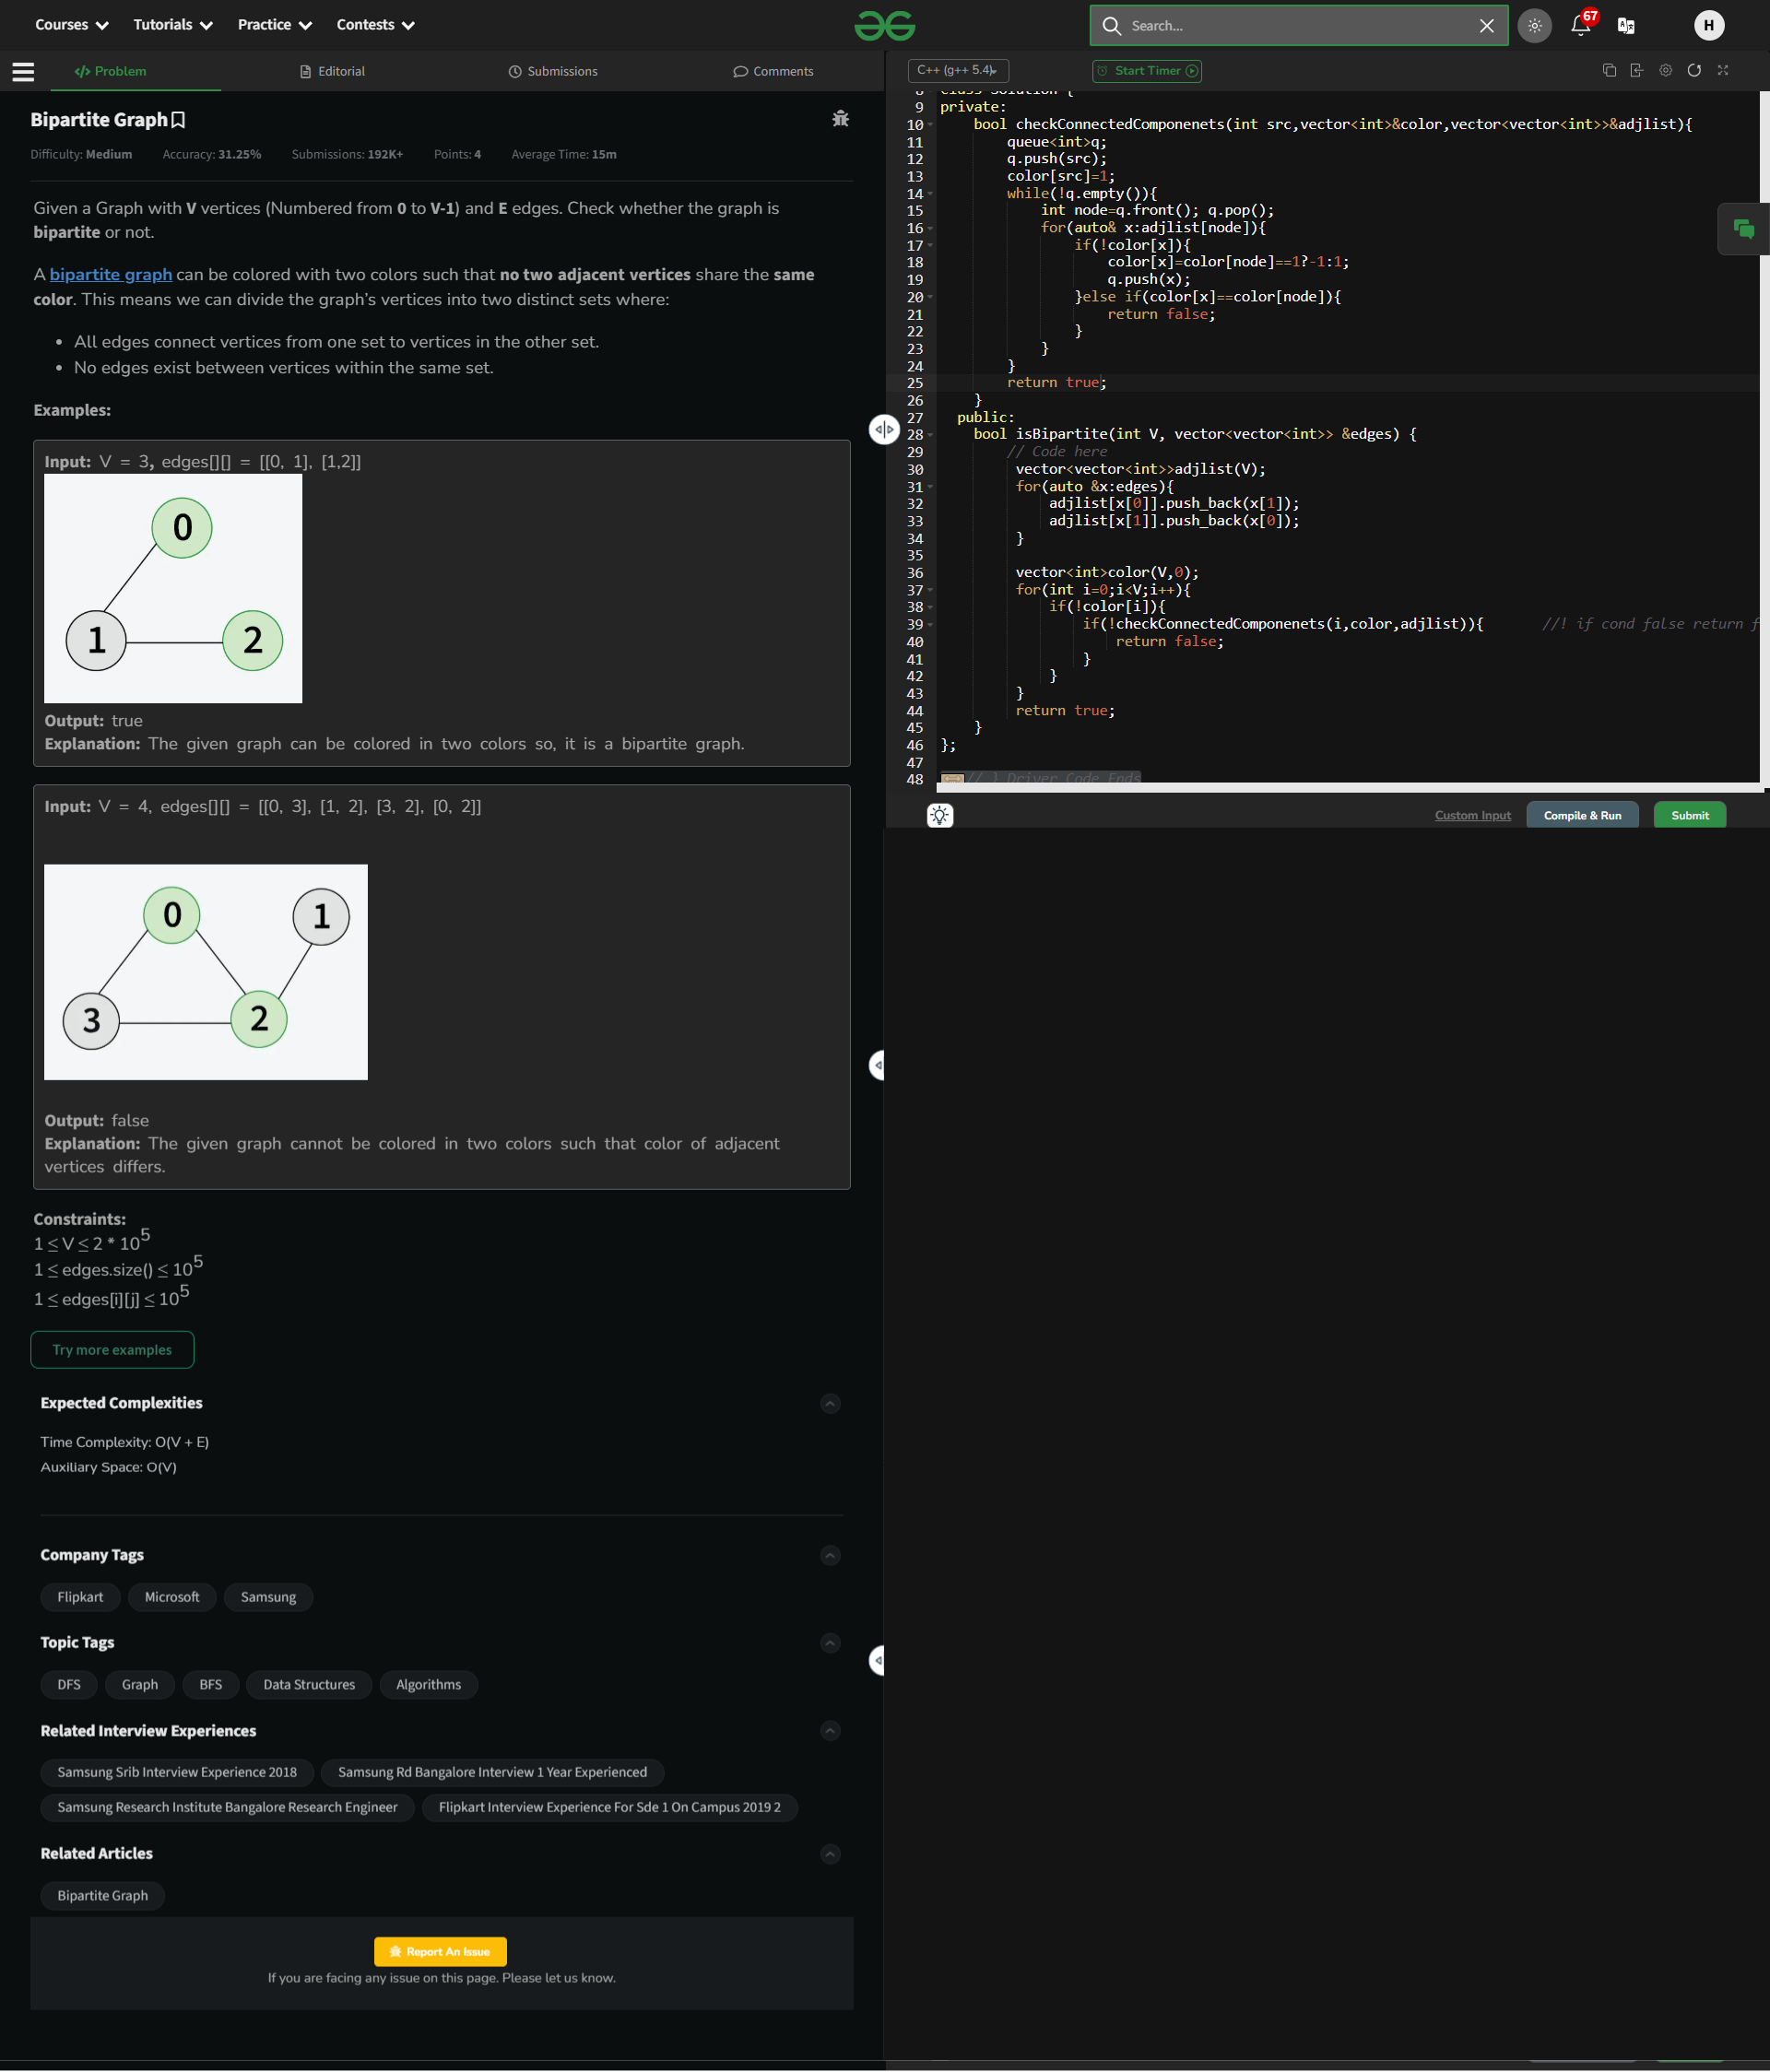 Courses
Tutorials
Practice
Contests
Search...
67
H
</> Problem
Editorial
Submissions
Comments
Bipartite Graph
Difficulty: Medium Accuracy: 31.25% Submissions: 192K+ Points: 4 Average Time: 15m
Given a Graph with V vertices (Numbered from 0 to V-1) and E edges. Check whether the graph is
bipartite or not.
A bipartite graph can be colored with two colors such that no two adjacent vertices share the same
color. This means we can divide the graph's vertices into two distinct sets where:
• All edges connect vertices from one set to vertices in the other set.
• No edges exist between vertices within the same set.
Examples:
Input: V = 3, edges[][] = [[0, 1], [1,2]]
0
1
2
Output: true
Explanation: The given graph can be colored in two colors so, it is a bipartite graph.
Input: V = 4, edges[][] = [[0, 3], [1, 2], [3, 2], [0, 2]]
0
1
3
2
Output: false
Explanation: The given graph cannot be colored in two colors such that color of adjacent
vertices differs.
Constraints:
1 ≤ V ≤ 2 * 10^5
1 ≤ edges.size() ≤ 10^5
1 ≤ edges[i][j] ≤ 10^5
Try more examples
Expected Complexities
Time Complexity: O(V + E)
Auxiliary Space: O(V)
Company Tags
Flipkart Microsoft Samsung
Topic Tags
DFS Graph BFS Data Structures Algorithms
Related Interview Experiences
Samsung Srib Interview Experience 2018 Samsung Rd Bangalore Interview 1 Year Experienced
Samsung Research Institute Bangalore Research Engineer Flipkart Interview Experience For Sde 1 On Campus 2019 2
Related Articles
Bipartite Graph
Report An Issue
If you are facing any issue on this page. Please let us know.
C++ (g++ 5.4)
Start Timer
8 class Solution {
9 private:
10 bool checkConnectedComponenets(int src,vector<int>&color,vector<vector<int>>&adjlist){
11 queue<int>q;
12 q.push(src);
13 color[src]=1;
14 while(!q.empty()){
15 int node=q.front(); q.pop();
16 for(auto& x:adjlist[node]){
17 if(!color[x]){
18 color[x]=color[node]==1?-1:1;
19 q.push(x);
20 }else if(color[x]==color[node]){
21 return false;
22 }
23 }
24 }
25 return true;
26 }
27 public:
28 bool isBipartite(int V, vector<vector<int>> &edges) {
29 // Code here
30 vector<vector<int>>adjlist(V);
31 for(auto &x:edges){
32 adjlist[x[0]].push_back(x[1]);
33 adjlist[x[1]].push_back(x[0]);
34 }
35
36 vector<int>color(V,0);
37 for(int i=0;i<V;i++){
38 if(!color[i]){
39 if(!checkConnectedComponenets(i,color,adjlist)){ //! if cond false return f
40 return false;
41 }
42 }
43 }
44 return true;
45 }
46 };
47
48 // } Driver Code Ends
Custom Input
Compile & Run
Submit